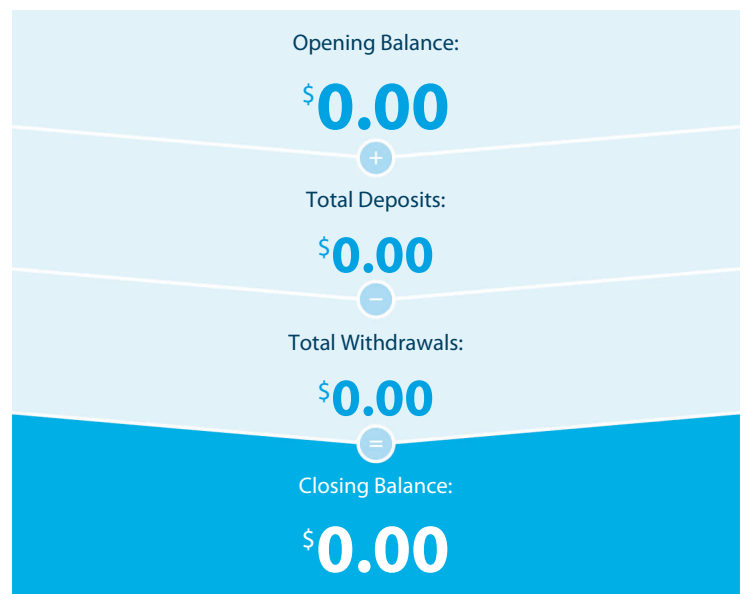 Opening Balance:
$0.00
+
Total Deposits:
$0.00
−
Total Withdrawals:
$0.00
=
Closing Balance:
$0.00